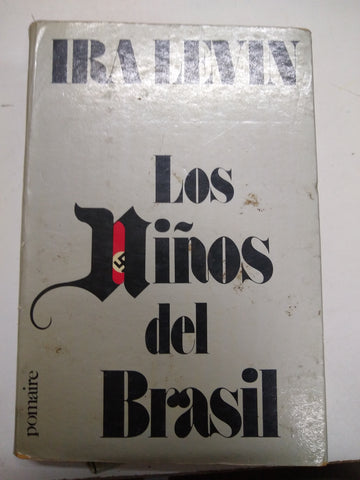 IRA LEVIN
Los
Niños
del
Brasil
pomaire